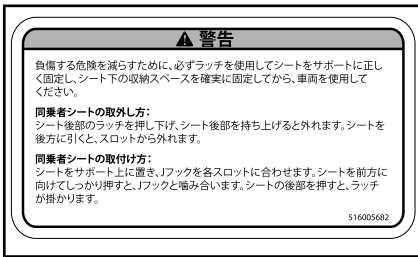 ⚠ 警告
負傷する危険を減らすために、必ずラッチを使用してシートをサポートに正し
く固定し、シート下の収納スペースを確実に固定してから、車両を使用して
ください。
同乗者シートの取外し方：
シート後部のラッチを押し下げ、シート後部を持ち上げると外れます。シートを
後方に引くと、スロットから外れます。
同乗者シートの取付け方：
シートをサポート上に置き、Jフックを各スロットに合わせます。シートを前方に
向けてしっかり押すと、Jフックと噛み合います。シートの後部を押すと、ラッチ
が掛かります。
516005682